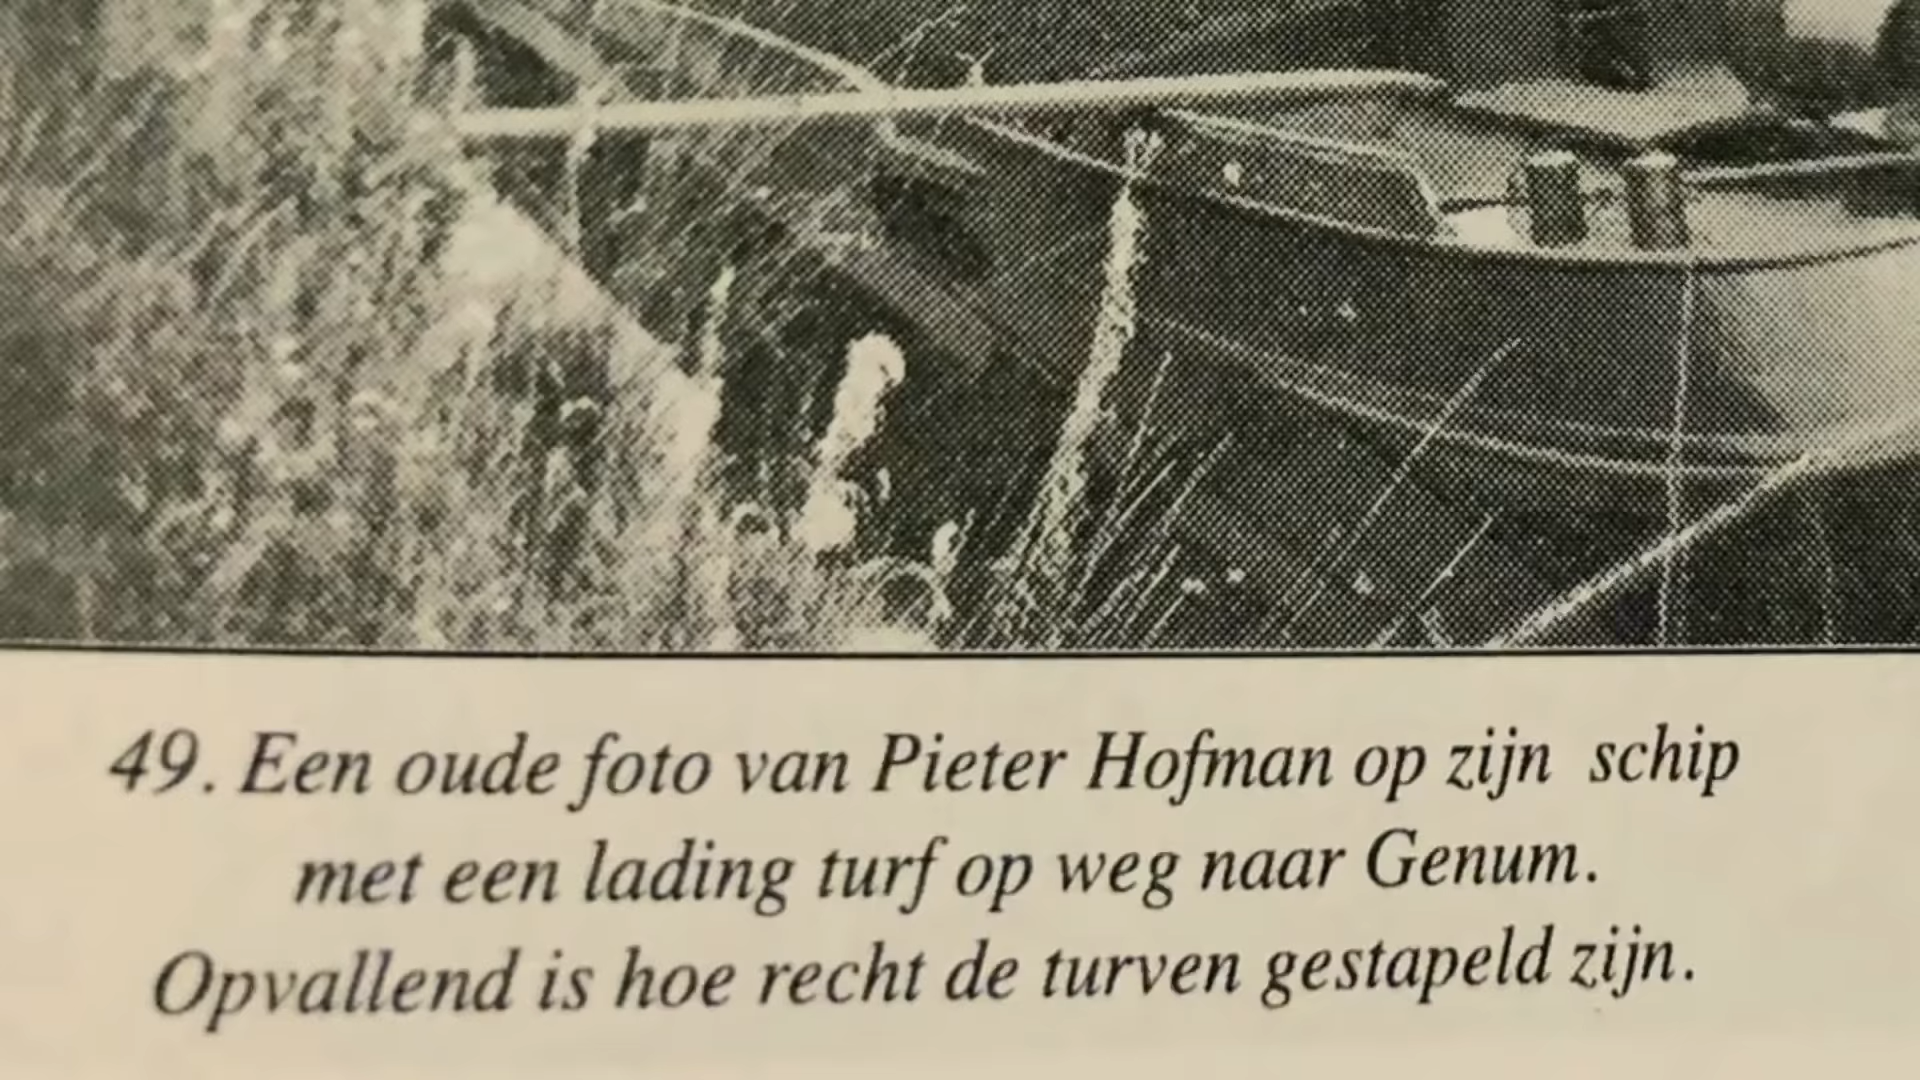 49. Een oude foto van Pieter Hofman op zijn schip
met een lading turf op weg naar Genum.
Opvallend is hoe recht de turven gestapeld zijn.